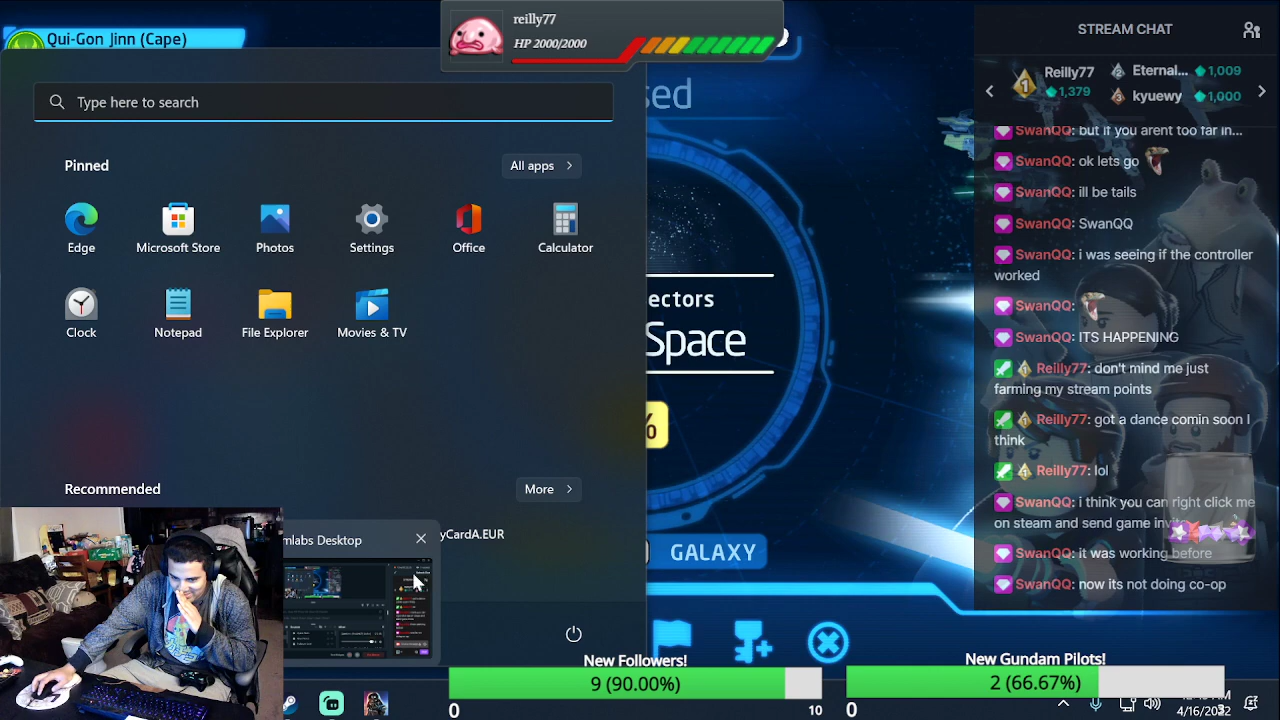 Qui-Gon Jinn (Cape)
reilly77
HP 2000/2000
sed
Type here to search
Pinned
All apps
Edge
Microsoft Store
Photos
Settings
Office
Calculator
Clock
Notepad
File Explorer
Movies & TV
Recommended
More
mlabs Desktop
yCardA.EUR
ectors
Space
%
GALAXY
STREAM CHAT
1
Reilly77
1,379
2
Eternal...
1,009
3
kyuewy
1,000
SwanQQ: but if you arent too far in...
SwanQQ: ok lets go
SwanQQ: ill be tails
SwanQQ: SwanQQ
SwanQQ: i was seeing if the controller
worked
SwanQQ:
SwanQQ: ITS HAPPENING
Reilly77: don't mind me just
farming my stream points
Reilly77: got a dance comin soon I
think
Reilly77: lol
SwanQQ: i think you can right click me
on steam and send game inv
SwanQQ: it was working before
SwanQQ: now its not doing co-op
New Followers!
9 (90.00%)
0
10
New Gundam Pilots!
2 (66.67%)
0
3
4/16/2022